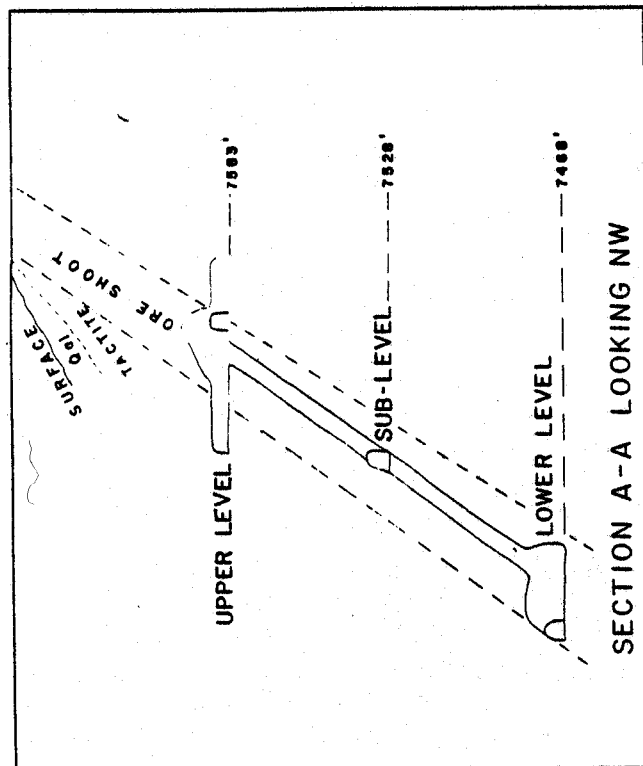 SURFACE
Qal
TACTITE
ORE SHOOT
UPPER LEVEL
7583'
SUB-LEVEL
7528'
LOWER LEVEL
7468'
SECTION A-A LOOKING NW